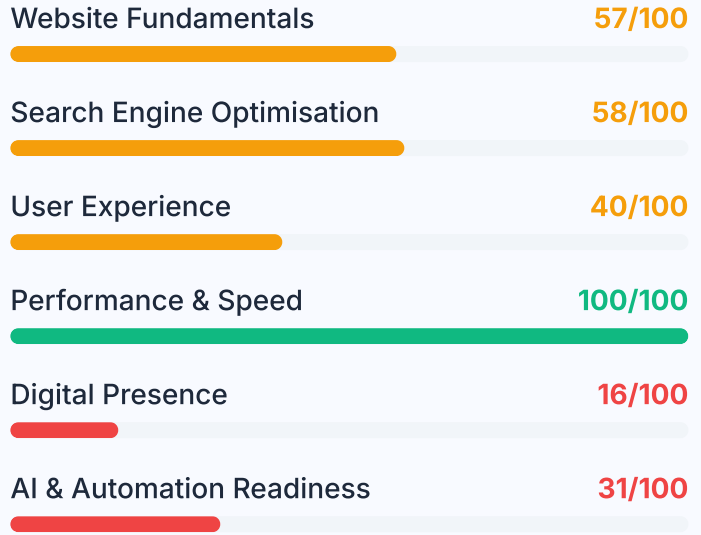 Website Fundamentals 57/100
Search Engine Optimisation 58/100
User Experience 40/100
Performance & Speed 100/100
Digital Presence 16/100
AI & Automation Readiness 31/100